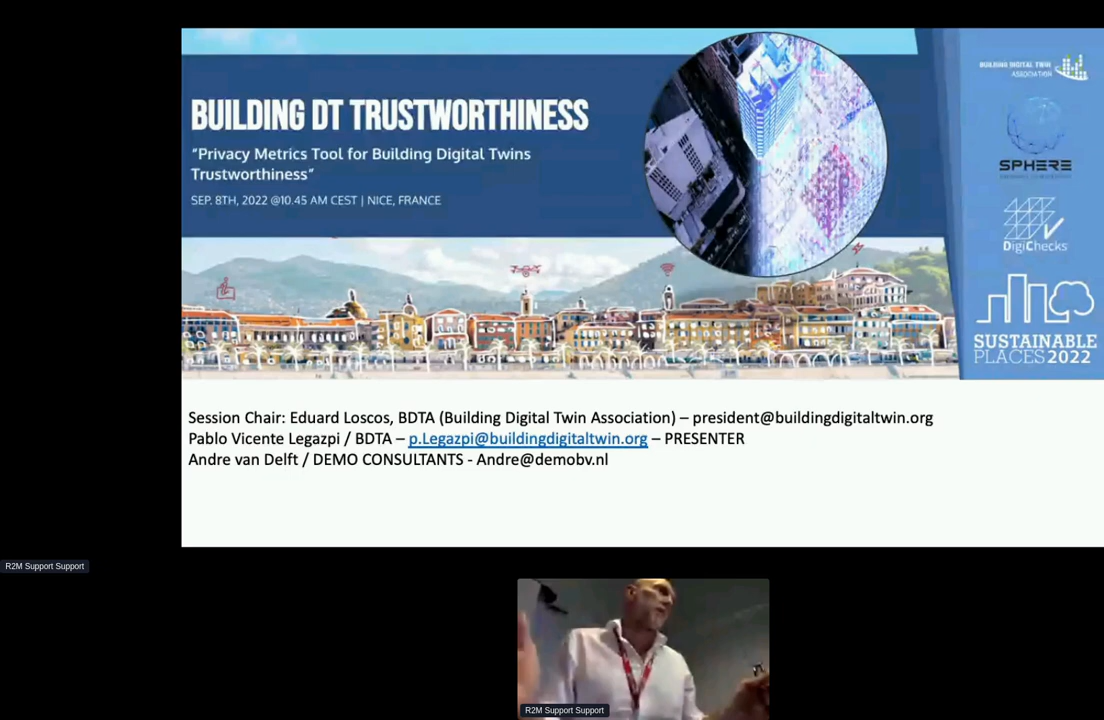 BUILDING DT TRUSTWORTHINESS
“Privacy Metrics Tool for Building Digital Twins
Trustworthiness”
SEP. 8TH, 2022 @10.45 AM CEST | NICE, FRANCE
BUILDING DIGITAL TWIN
ASSOCIATION
SPHERE
DigiChecks
SUSTAINABLE
PLACES 2022
Session Chair: Eduard Loscos, BDTA (Building Digital Twin Association) – president@buildingdigitaltwin.org
Pablo Vicente Legazpi / BDTA – p.Legazpi@buildingdigitaltwin.org – PRESENTER
Andre van Delft / DEMO CONSULTANTS - Andre@demobv.nl
R2M Support Support
R2M Support Support